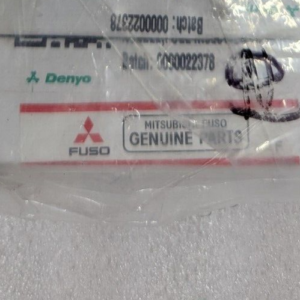 Batch: 0000022378
Batch: 0000022378
Denyo
FUSO
MITSUBISHI FUSO
GENUINE PARTS